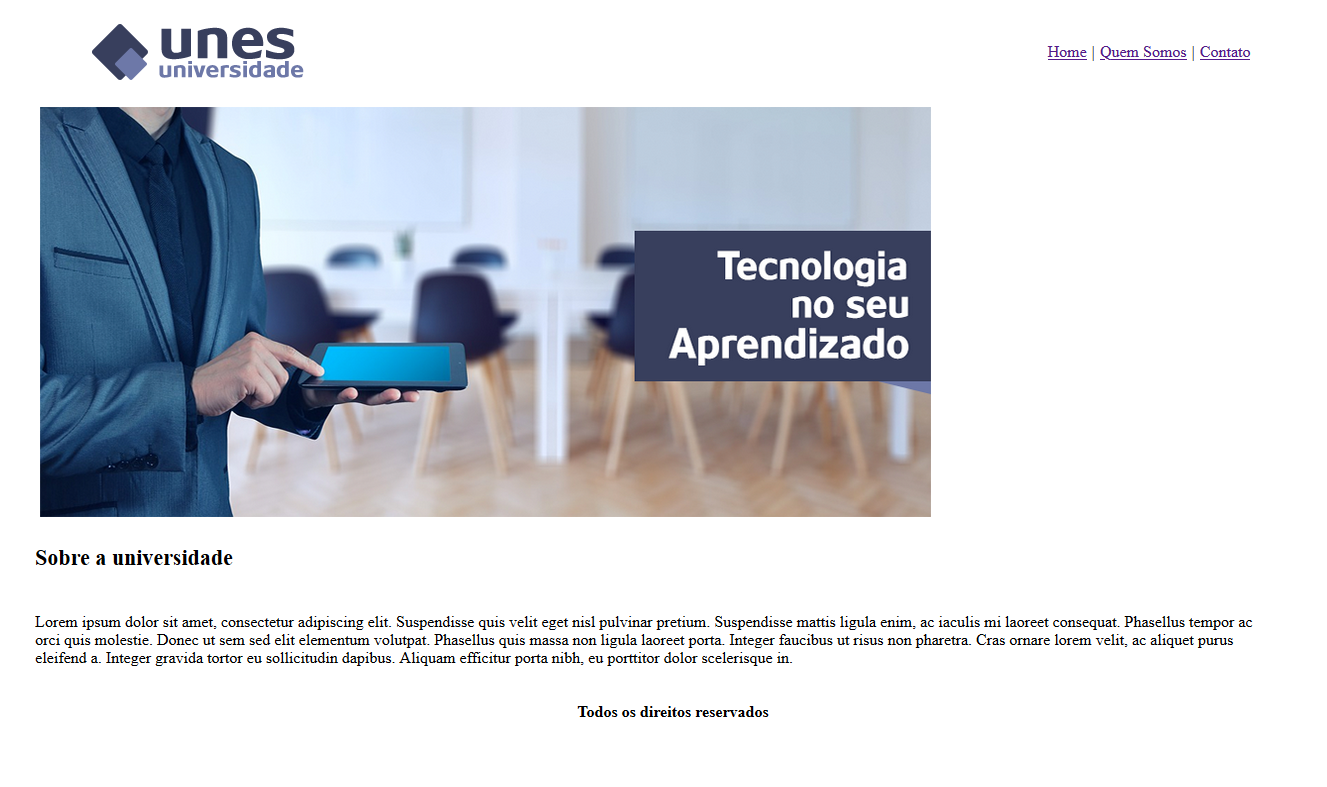 unes
universidade
Home | Quem Somos | Contato
Tecnologia
no seu
Aprendizado
Sobre a universidade
Lorem ipsum dolor sit amet, consectetur adipiscing elit. Suspendisse quis velit eget nisl pulvinar pretium. Suspendisse mattis ligula enim, ac iaculis mi laoreet consequat. Phasellus tempor ac
orci quis molestie. Donec ut sem sed elit elementum volutpat. Phasellus quis massa non ligula laoreet porta. Integer faucibus ut risus non pharetra. Cras ornare lorem velit, ac aliquet purus
eleifend a. Integer gravida tortor eu sollicitudin dapibus. Aliquam efficitur porta nibh, eu porttitor dolor scelerisque in.
Todos os direitos reservados